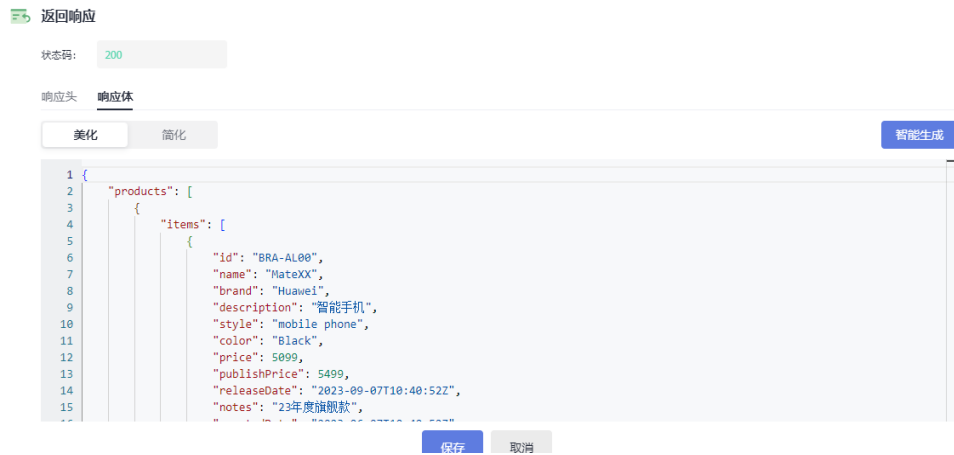 返回响应
状态码: 200
响应头 响应体
美化 简化 智能生成
1 {
2 "products": [
3 {
4 "items": [
5 {
6 "id": "BRA-AL00",
7 "name": "MateXX",
8 "brand": "Huawei",
9 "description": "智能手机",
10 "style": "mobile phone",
11 "color": "Black",
12 "price": 5099,
13 "publishPrice": 5499,
14 "releaseDate": "2023-09-07T10:40:52Z",
15 "notes": "23年度旗舰款",
保存 取消